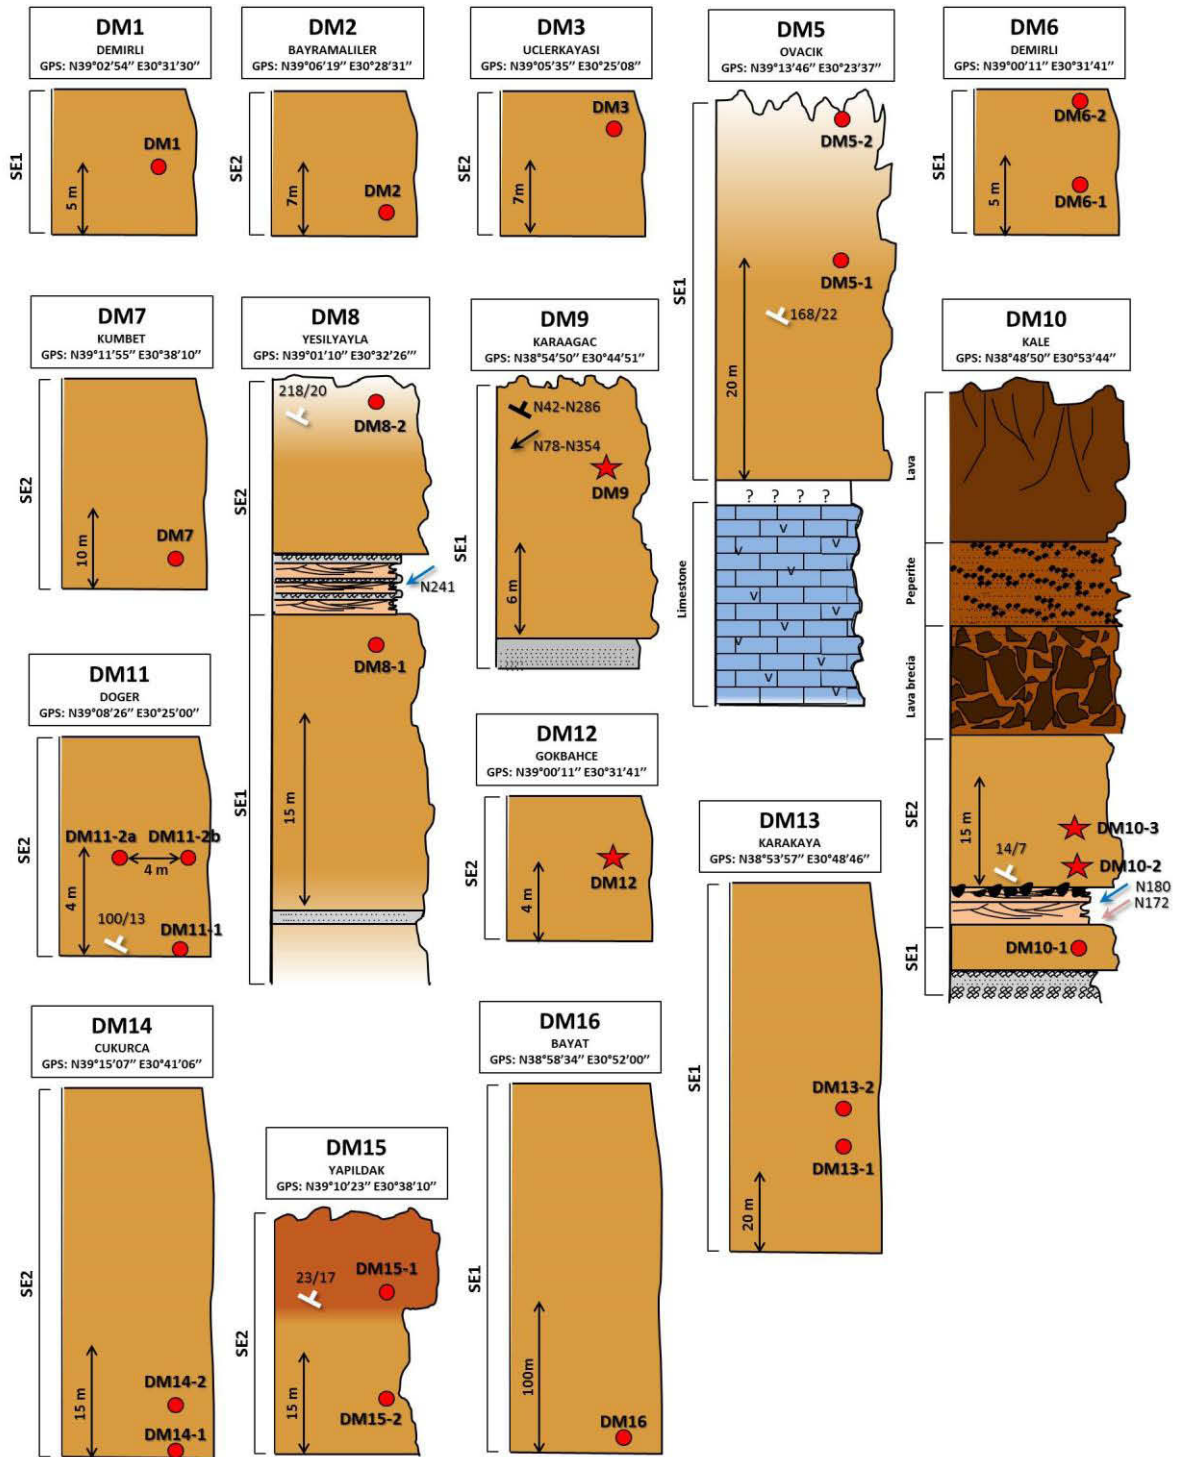 DM1
DEMIRLI
GPS: N39°02'54'' E30°31'30''
SE1
5 m
DM1
DM2
BAYRAMALILER
GPS: N39°06'19'' E30°28'31''
SE2
7m
DM2
DM3
UCLERKAYASI
GPS: N39°05'35'' E30°25'08''
SE2
7m
DM3
DM5
OVACIK
GPS: N39°13'46'' E30°23'37''
SE1
DM5-2
DM5-1
168/22
20 m
? ? ? ?
Limestone
V
V
V
V
V
V
V
V
V
V
DM6
DEMIRLI
GPS: N39°00'11'' E30°31'41''
SE1
DM6-2
DM6-1
5 m
DM7
KUMBET
GPS: N39°11'55'' E30°38'10''
SE2
10 m
DM7
DM8
YESILYAYLA
GPS: N39°01'10'' E30°32'26'''
SE2
218/20
DM8-2
N241
DM8-1
SE1
15 m
DM9
KARAAGAC
GPS: N38°54'50'' E30°44'51''
N42-N286
N78-N354
DM9
SE1
6 m
DM10
KALE
GPS: N38°48'50'' E30°53'44''
Lava
Peperite
Lava brecia
SE2
15 m
DM10-3
14/7
DM10-2
N180
N172
SE1
DM10-1
DM11
DOGER
GPS: N39°08'26'' E30°25'00''
SE2
DM11-2a
DM11-2b
4 m
4 m
100/13
DM11-1
DM12
GOKBAHCE
GPS: N39°00'11'' E30°31'41''
SE2
4 m
DM12
DM13
KARAKAYA
GPS: N38°53'57'' E30°48'46''
SE1
DM13-2
DM13-1
20 m
DM14
CUKURCA
GPS: N39°15'07'' E30°41'06''
SE2
15 m
DM14-2
DM14-1
DM15
YAPILDAK
GPS: N39°10'23'' E30°38'10''
SE2
23/17
DM15-1
15 m
DM15-2
DM16
BAYAT
GPS: N38°58'34'' E30°52'00''
SE1
100m
DM16